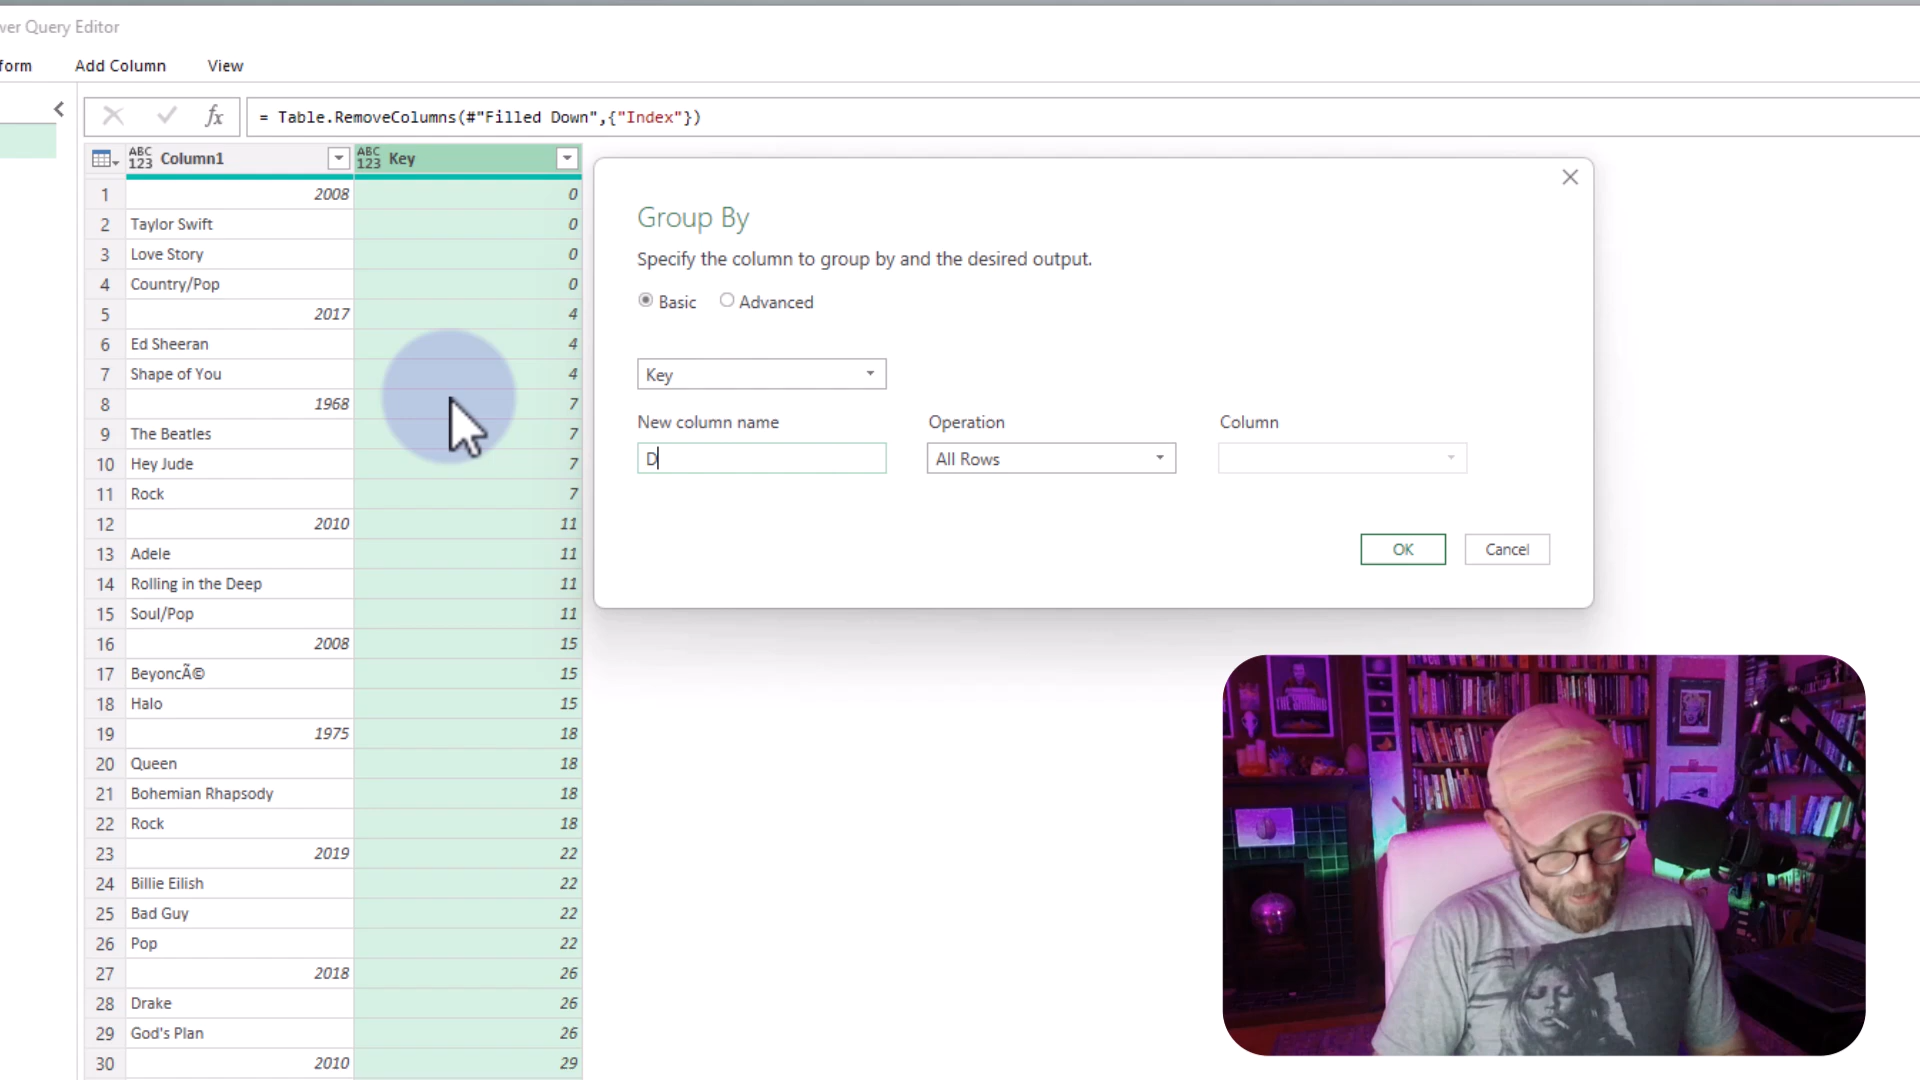 wer Query Editor
form Add Column View
fx = Table.RemoveColumns(#"Filled Down",{"Index"})
ABC 123 Column1 ABC 123 Key
1 2008 0
2 Taylor Swift 0
3 Love Story 0
4 Country/Pop 0
5 2017 4
6 Ed Sheeran 4
7 Shape of You 4
8 1968 7
9 The Beatles 7
10 Hey Jude 7
11 Rock 7
12 2010 11
13 Adele 11
14 Rolling in the Deep 11
15 Soul/Pop 11
16 2008 15
17 BeyoncÃ© 15
18 Halo 15
19 1975 18
20 Queen 18
21 Bohemian Rhapsody 18
22 Rock 18
23 2019 22
24 Billie Eilish 22
25 Bad Guy 22
26 Pop 22
27 2018 26
28 Drake 26
29 God's Plan 26
30 2010 29
Group By
Specify the column to group by and the desired output.
Basic Advanced
Key
New column name Operation Column
D All Rows
OK Cancel